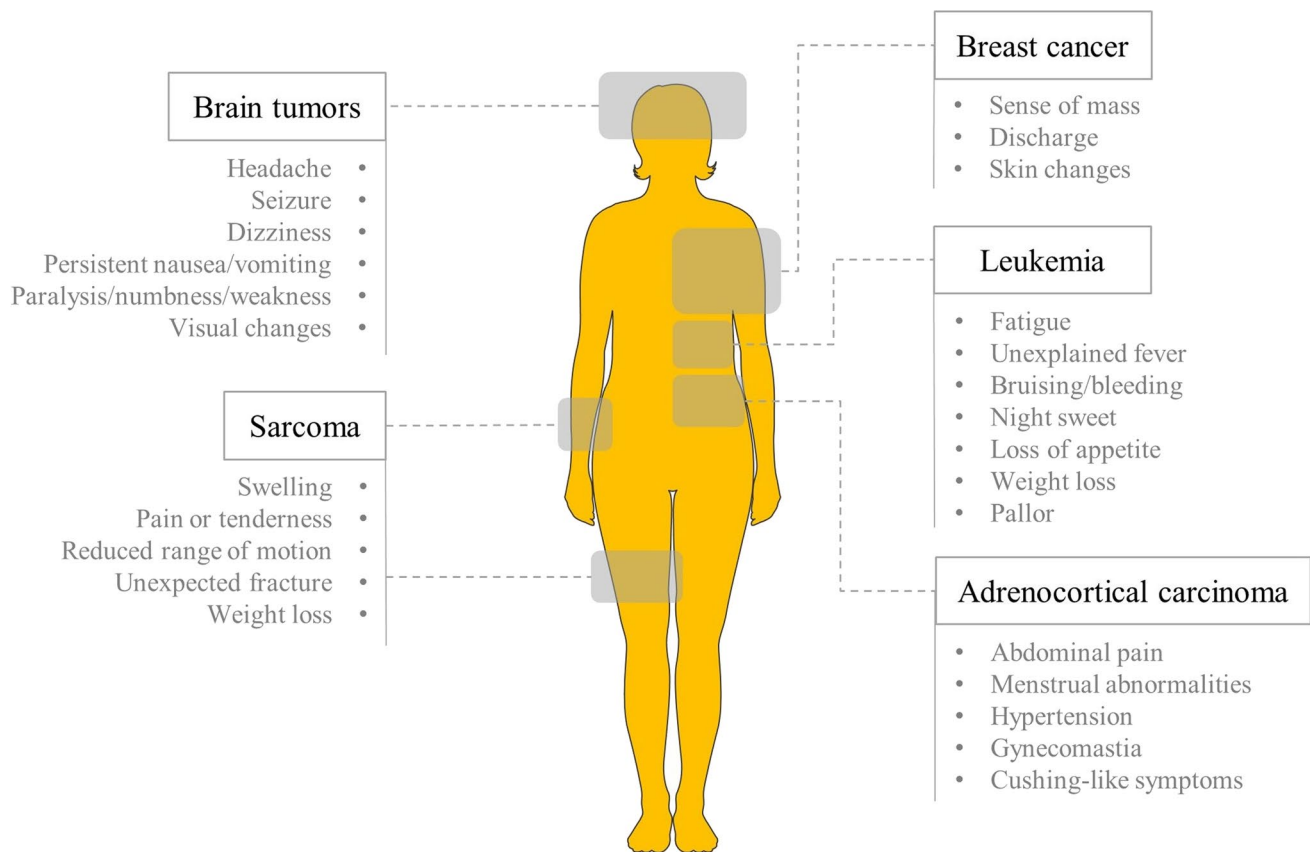 Brain tumors
Headache •
Seizure •
Dizziness •
Persistent nausea/vomiting •
Paralysis/numbness/weakness •
Visual changes •
Sarcoma
Swelling •
Pain or tenderness •
Reduced range of motion •
Unexpected fracture •
Weight loss •
Breast cancer
• Sense of mass
• Discharge
• Skin changes
Leukemia
• Fatigue
• Unexplained fever
• Bruising/bleeding
• Night sweet
• Loss of appetite
• Weight loss
• Pallor
Adrenocortical carcinoma
• Abdominal pain
• Menstrual abnormalities
• Hypertension
• Gynecomastia
• Cushing-like symptoms